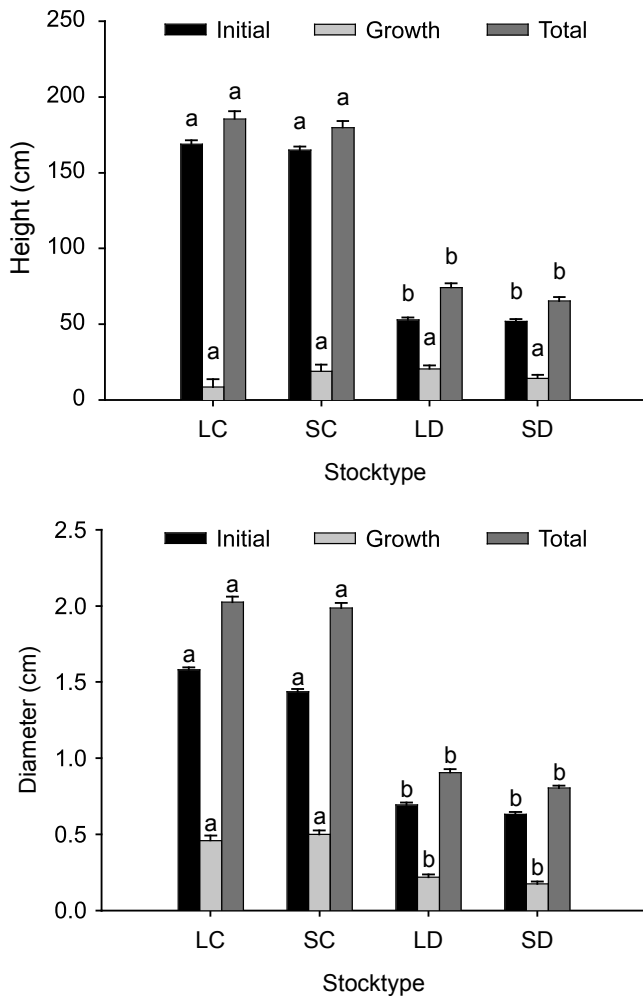 250
Initial Growth Total
200
a a a a
150
Height (cm)
100
b b b b
50
a a a a
0
LC SC LD SD
Stocktype
2.5
Initial Growth Total
a a
2.0
a a
1.5
Diameter (cm)
1.0
b b b b
0.5
a a b b
0.0
LC SC LD SD
Stocktype